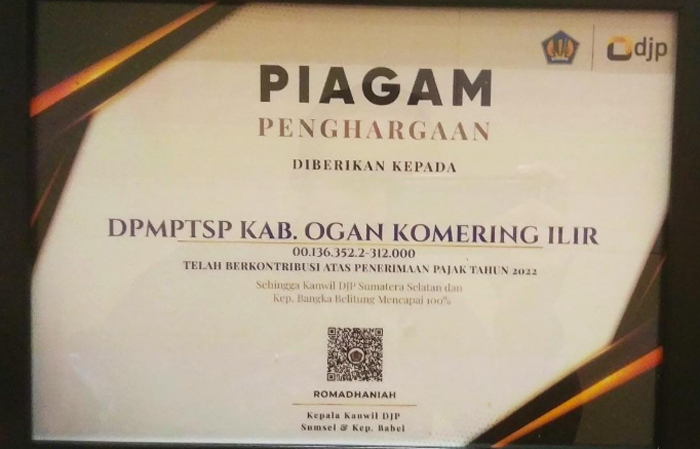 djp
PIAGAM
PENGHARGAAN
DIBERIKAN KEPADA
DPMPTSP KAB. OGAN KOMERING ILIR
00.136.352.2-312.000
TELAH BERKONTRIBUSI ATAS PENERIMAAN PAJAK TAHUN 2022
Sehingga Kanwil DJP Sumatera Selatan dan
Kep. Bangka Belitung Mencapai 100%
ROMADHANIAH
Kepala Kanwil DJP
Sumsel & Kep. Babel